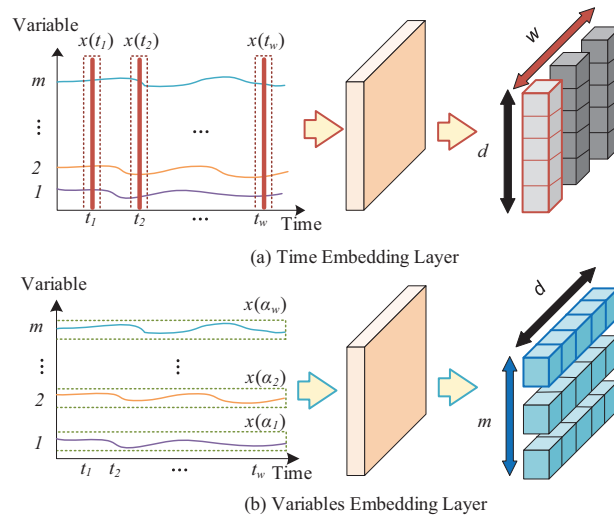 Variable
x(t1) x(t2) x(tw)
m
...
...
2
1
t1 t2 ... tw Time
w
d
(a) Time Embedding Layer
Variable
x(αw)
m
...
...
x(α2)
2
x(α1)
1
t1 t2 ... tw Time
d
m
(b) Variables Embedding Layer